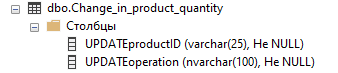 dbo.Change_in_product_quantity
Столбцы
UPDATEproductID (varchar(25), Не NULL)
UPDATEoperation (nvarchar(100), Не NULL)